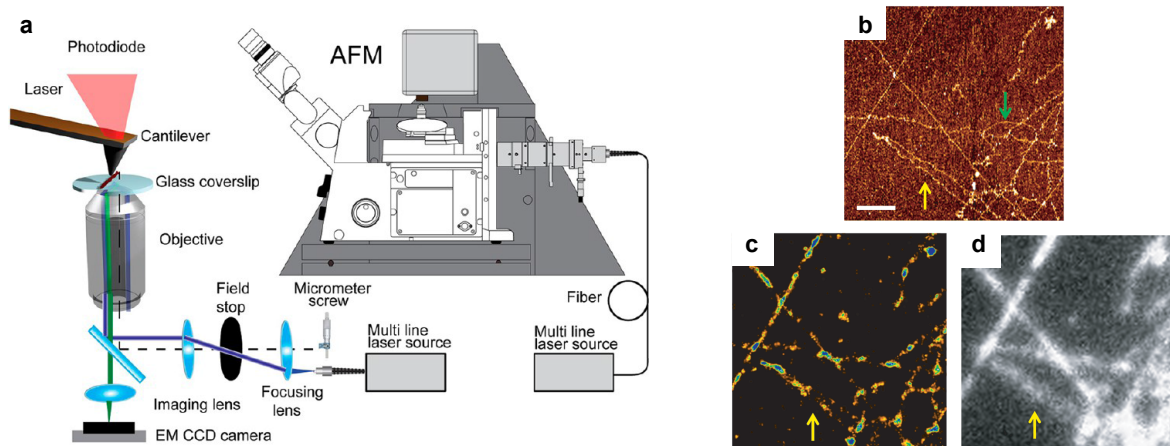 a
Photodiode
Laser
Cantilever
Glass coverslip
Objective
Field
stop
Micrometer
screw
Multi line
laser source
Imaging lens
Focusing
lens
EM CCD camera
AFM
Fiber
Multi line
laser source
b
c
d